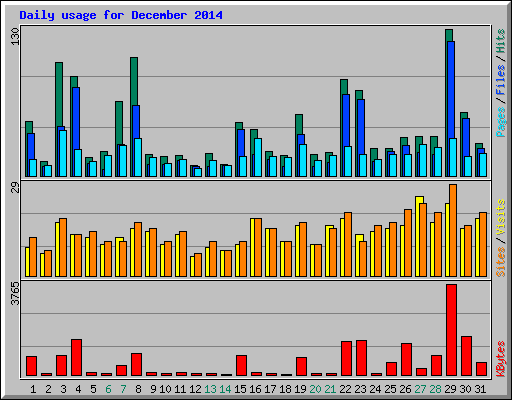 Daily usage for December 2014
130
Pages / Files / Hits
29
Sites / Visits
3765
KBytes
1 2 3 4 5 6 7 8 9 10 11 12 13 14 15 16 17 18 19 20 21 22 23 24 25 26 27 28 29 30 31